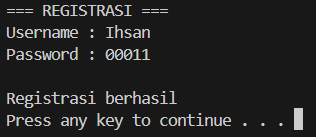 === REGISTRASI ===
Username : Ihsan
Password : 00011
Registrasi berhasil
Press any key to continue . . .